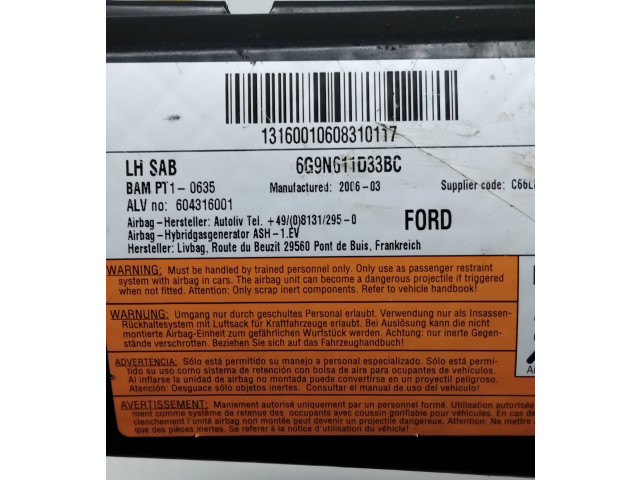 13160010608310117
LH SAB 6G9N611D33BC
BAM PT1-0635 Manufactured: 2006-03 Supplier code:
ALV no: 604316001
Airbag-Hersteller: Autoliv Tel. +49/(0)8131/295-0 FORD
Airbag-Hybridgasgenerator ASH-1.EV
Hersteller: Livbag, Route du Beuzit 29560 Pont de Buis, Frankreich
WARNING: Must be handled by trained personnel only. Only use as passenger restraint
system with airbag in cars. The airbag unit can become a dangerous projectile if triggered
when not fitted. Attention: Only scrap inert components. Refer to vehicle handbook!
WARNUNG: Umgang nur durch geschultes Personal erlaubt. Verwendung nur als Insassen-
Rückhaltesystem mit Luftsack für Kraftfahrzeuge erlaubt. Bei Auslösung kann die nicht
montierte Airbag-Einheit zum gefährlichen Wurfstück werden. Achtung: nur inerte Gegen-
stände verschrotten. Siehe auch das Fahrzeughandbuch!
ADVERTENCIA: Sólo está permitido su manejo a personal especializado. Sólo está permi-
tido su uso como sistema de retención con bolsa de aire para ocupantes del vehículo.
Al inflarse la unidad de airbag no montada puede convertirse en un proyectil peligroso.
Atención: Desguace sólo objetos inertes. Consultar el manual de uso del vehículo!
AVERTISSEMENT: Maniement autorisé uniquement par un personnel formé. Utilisation autorisée
seulement comme système de retenue des occupants avec coussin gonflable pour véhicules. En cas de
l'unité airbag non montée peut devenir un projectile dangereux. Attention: Ne mettre
que des pièces inertes. Se referer à la notice d'utilisation du véhicule!